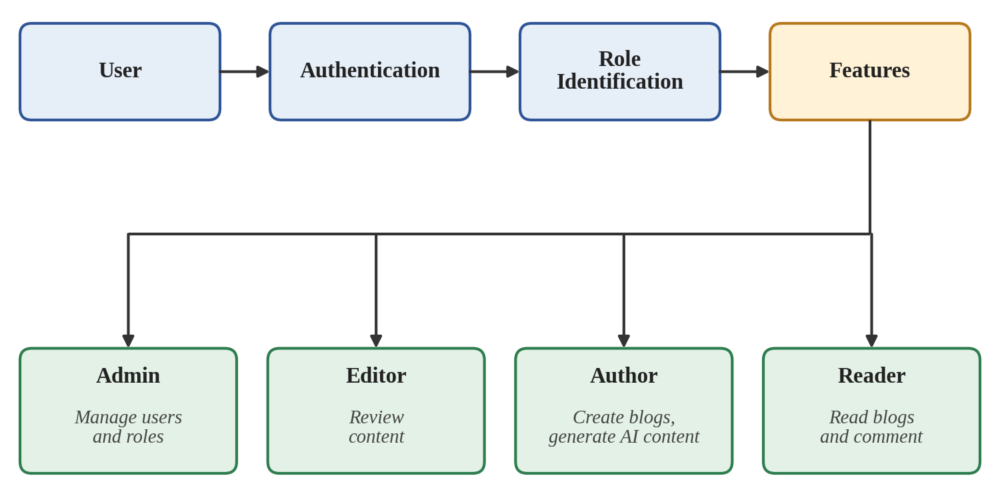 User
Authentication
Role
Identification
Features
Admin
Manage users
and roles
Editor
Review
content
Author
Create blogs,
generate AI content
Reader
Read blogs
and comment